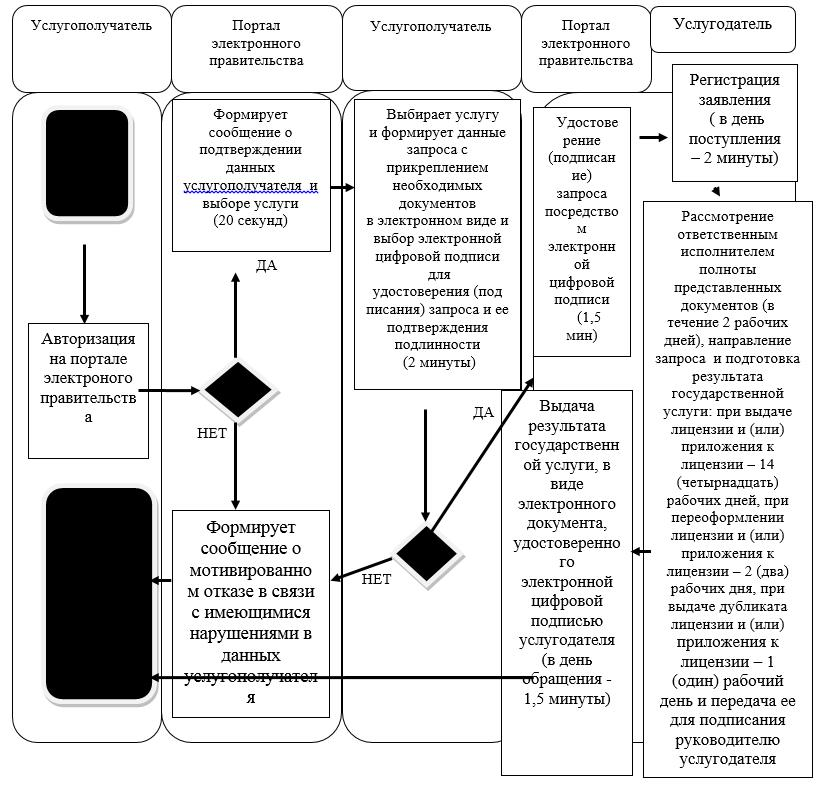 Услугополучатель
Портал
электронного
правительства
Услугополучатель
Портал
электронного
правительства
Услугодатель
Формирует
сообщение о
подтверждении
данных
услугополучателя и
выборе услуги
(20 секунд)
ДА
Авторизация
на портале
электроного
правительств
а
НЕТ
Формирует
сообщение о
мотивированно
м отказе в связи
с имеющимися
нарушениями в
данных
услугополучател
я
Выбирает услугу
и формирует данные
запроса с
прикреплением
необходимых
документов
в электронном виде и
выбор электронной
цифровой подписи
для
удостоверения (под
писания) запроса и ее
подтверждения
подлинности
(2 минуты)
ДА
НЕТ
Удостове
рение
(подписан
ие)
запроса
посредство
м
электронн
ой
цифровой
подписи
(1,5
мин)
Регистрация
заявления
( в день
поступления
– 2 минуты)
Рассмотрение
ответственным
исполнителем
полноты
представленных
документов (в
течение 2 рабочих
дней), направление
запроса и подготовка
результата
государственной
услуги: при выдаче
лицензии и (или)
приложения к
лицензии – 14
(четырнадцать)
рабочих дней, при
переоформлении
лицензии и (или)
приложения к
лицензии – 2 (два)
рабочих дня, при
выдаче дубликата
лицензии и (или)
приложения к
лицензии – 1
(один) рабочий
день и передача ее
для подписания
руководителю
услугодателя
Выдача
результата
государственн
ой услуги, в
виде
электронного
документа,
удостоверенно
го
электронной
цифровой
подписью
услугодателя
(в день
обращения -
1,5 минуты)